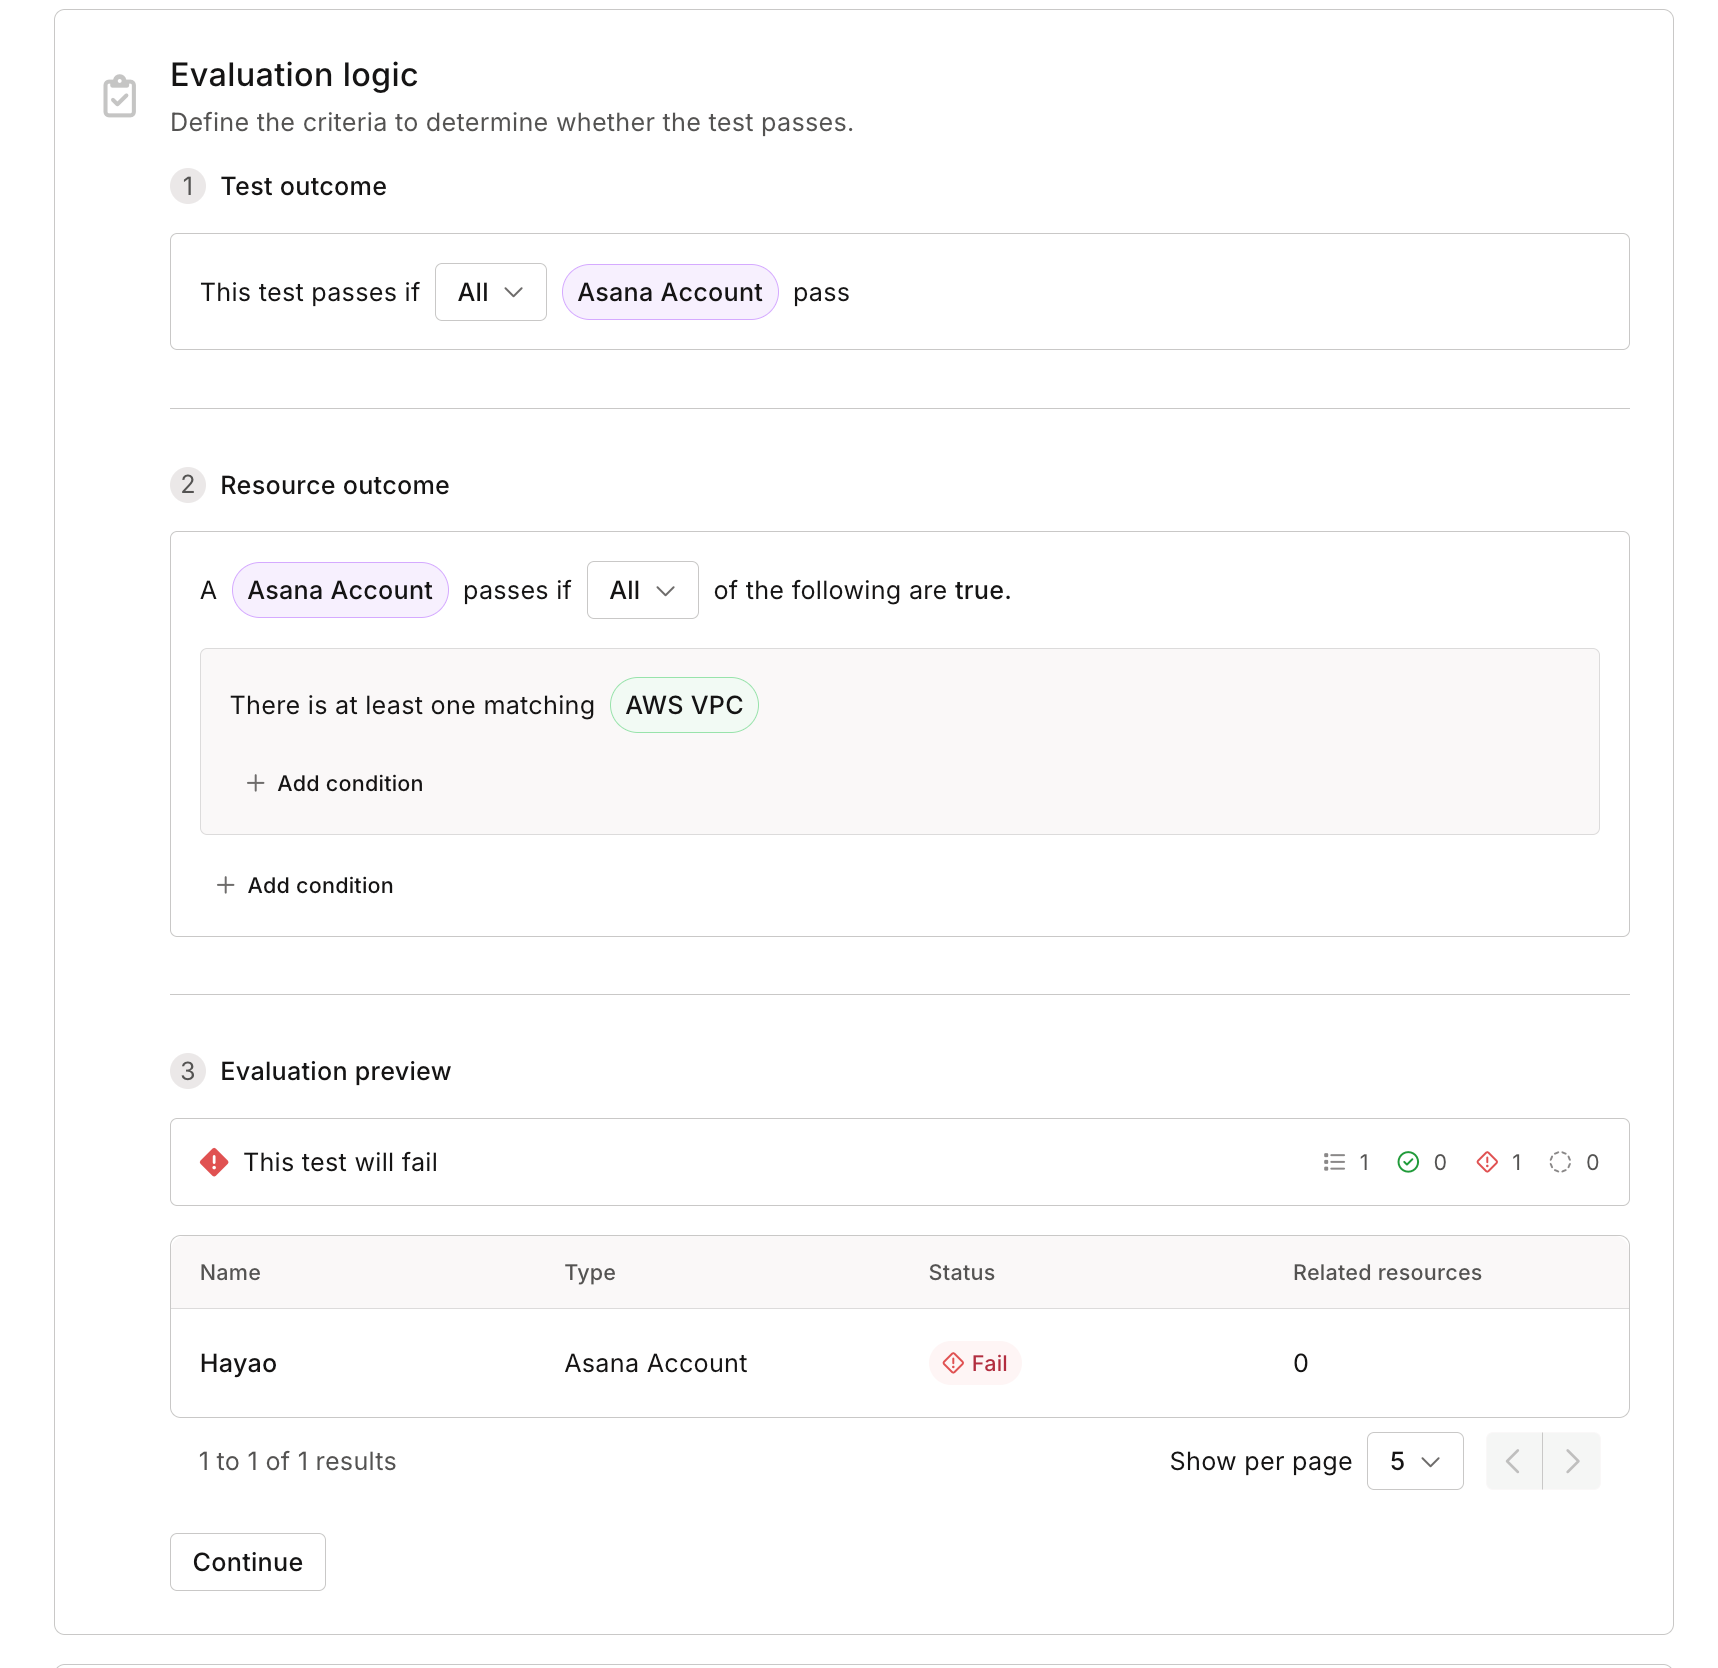 Evaluation logic
Define the criteria to determine whether the test passes.
1 Test outcome
This test passes if All Asana Account pass
2 Resource outcome
A Asana Account passes if All of the following are true.
There is at least one matching AWS VPC
Add condition
Add condition
3 Evaluation preview
This test will fail 1 0 1 0
Name Type Status Related resources
Hayao Asana Account Fail 0
1 to 1 of 1 results Show per page 5
Continue